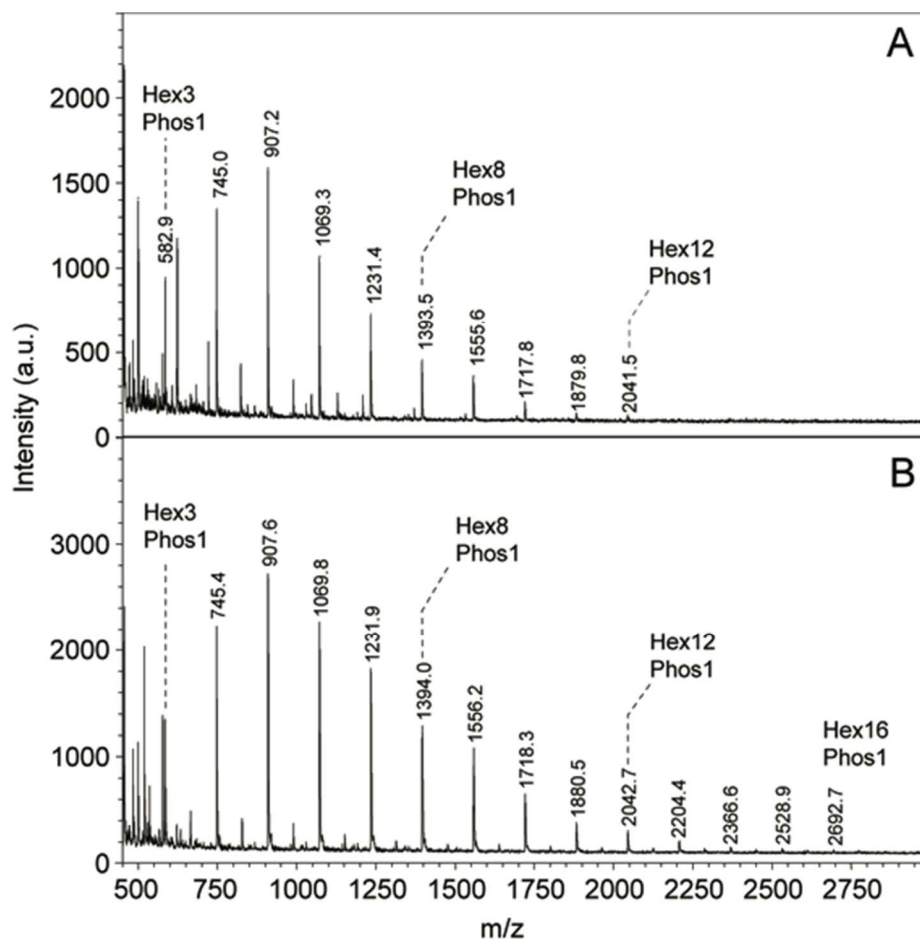 A
Intensity (a.u.)
2000
1500
1000
500
0
Hex3
Phos1
582.9
745.0
907.2
1069.3
1231.4
Hex8
Phos1
1393.5
1555.6
1717.8
1879.8
Hex12
Phos1
2041.5
B
3000
2000
1000
0
Hex3
Phos1
745.4
907.6
1069.8
1231.9
Hex8
Phos1
1394.0
1556.2
1718.3
1880.5
Hex12
Phos1
2042.7
2204.4
2366.6
2528.9
Hex16
Phos1
2692.7
500 750 1000 1250 1500 1750 2000 2250 2500 2750
m/z